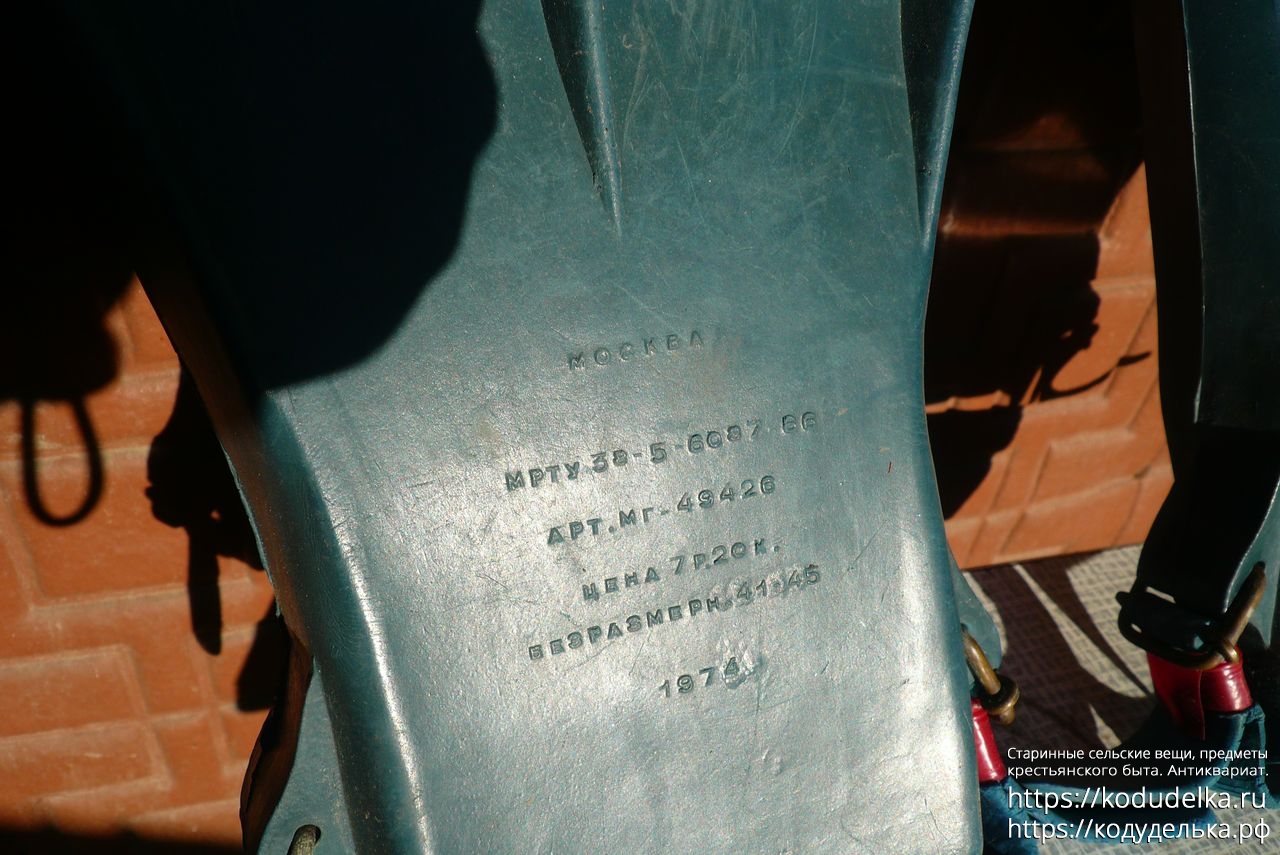 МОСКВА
МРТУ 38-5-6087.66
АРТ.МГ-49426
ЦЕНА 7Р.20К.
БЕЗРАЗМЕРН.41-45
1974
Старинные сельские вещи, предметы
крестьянского быта. Антиквариат.
https://kodudelka.ru
https://кодуделька.рф